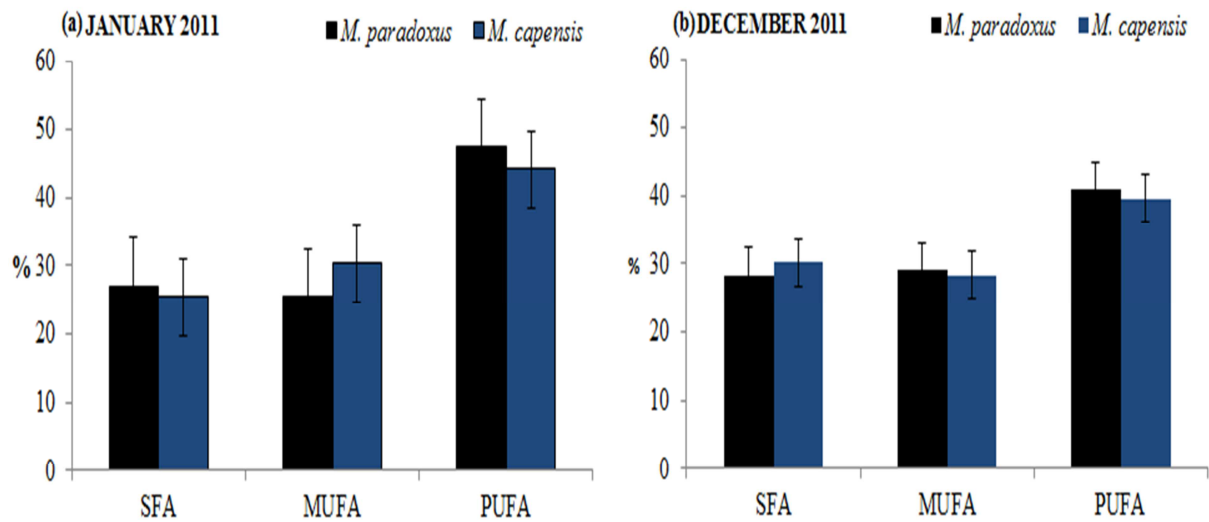 (a) JANUARY 2011
M. paradoxus M. capensis
60
50
40
30
20
10
0
%
SFA MUFA PUFA
(b) DECEMBER 2011
M. paradoxus M. capensis
60
50
40
30
20
10
0
%
SFA MUFA PUFA